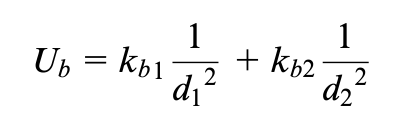 U_b = k_{b1} \frac{1}{d_1^2} + k_{b2} \frac{1}{d_2^2}